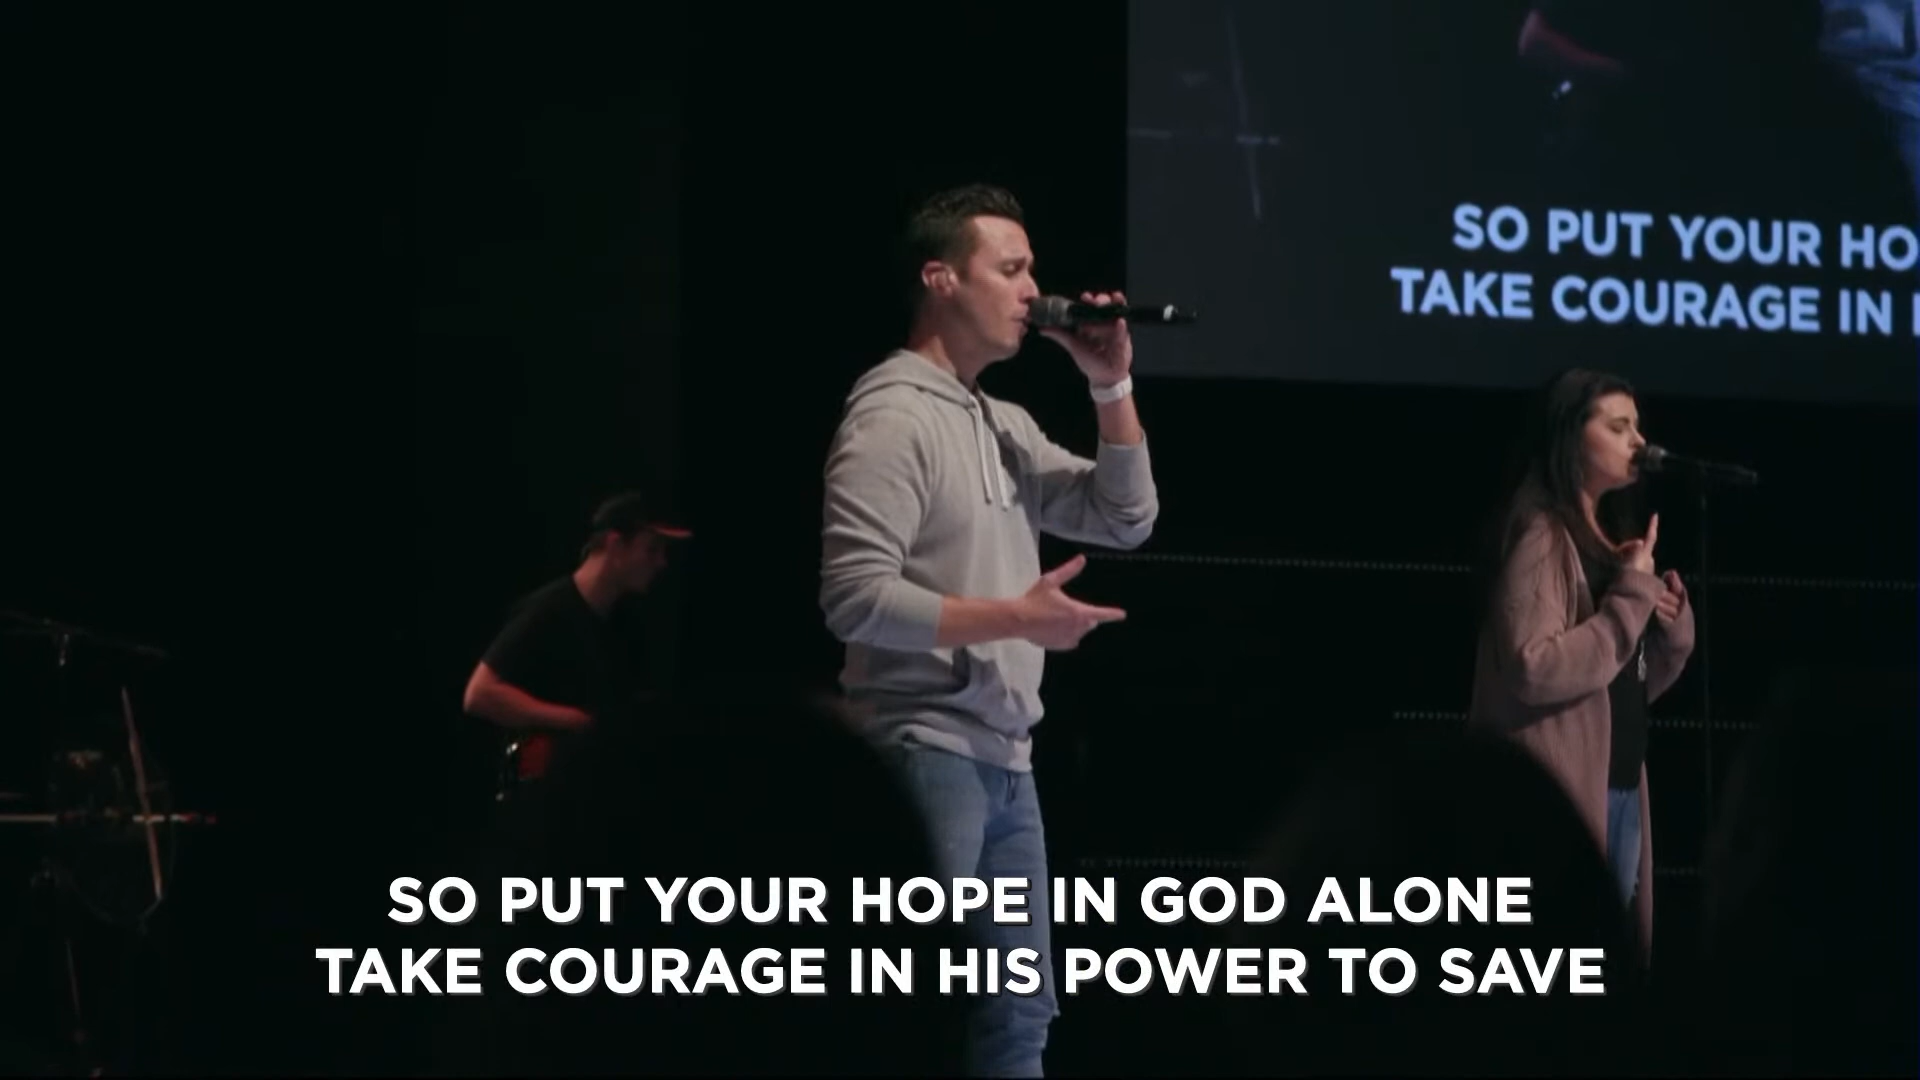 SO PUT YOUR HO
TAKE COURAGE IN
SO PUT YOUR HOPE IN GOD ALONE
TAKE COURAGE IN HIS POWER TO SAVE